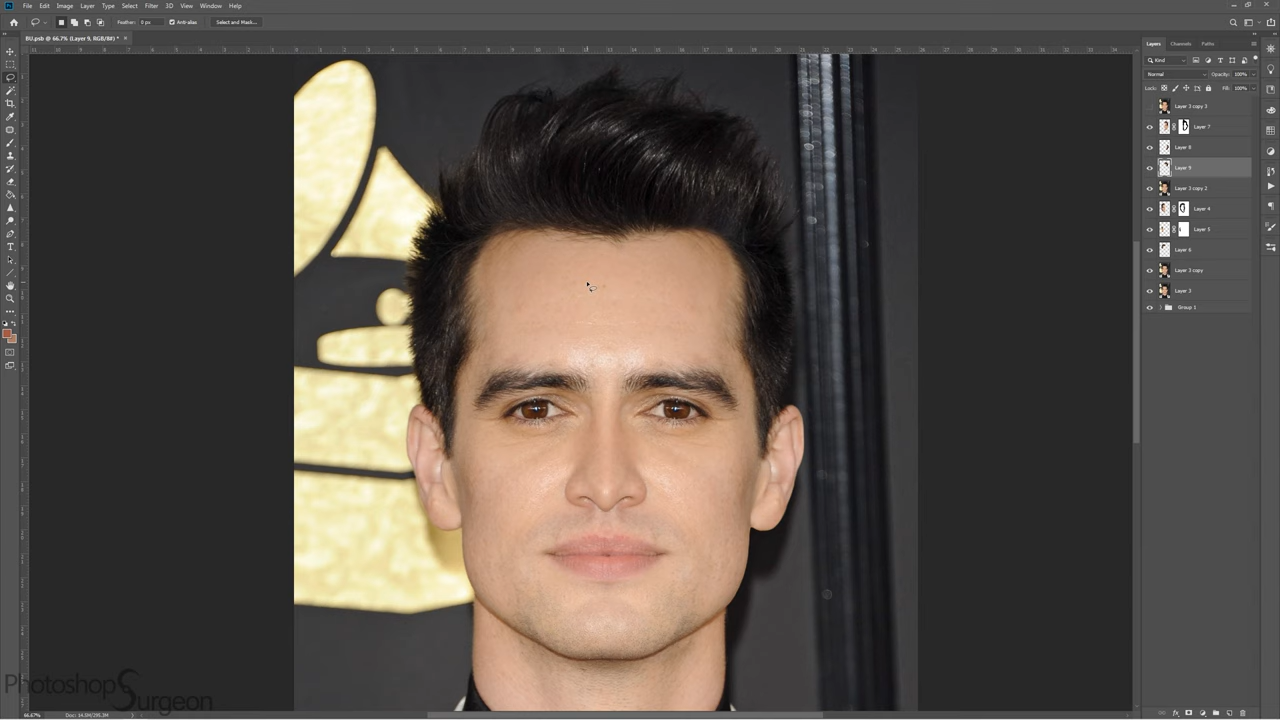 File Edit Image Layer Type Select Filter 3D View Window Help
Feather: 0 px Anti-alias Select and Mask...
BU.psb @ 66.7% (Layer 9, RGB/8#) *
Layers Channels Paths
Kind
Normal Opacity: 100%
Lock: Fill: 100%
Layer 3 copy 3
Layer 7
Layer 8
Layer 9
Layer 3 copy 2
Layer 4
Layer 5
Layer 6
Layer 3 copy
Layer 3
Group 1
Photoshop Surgeon
66.67%